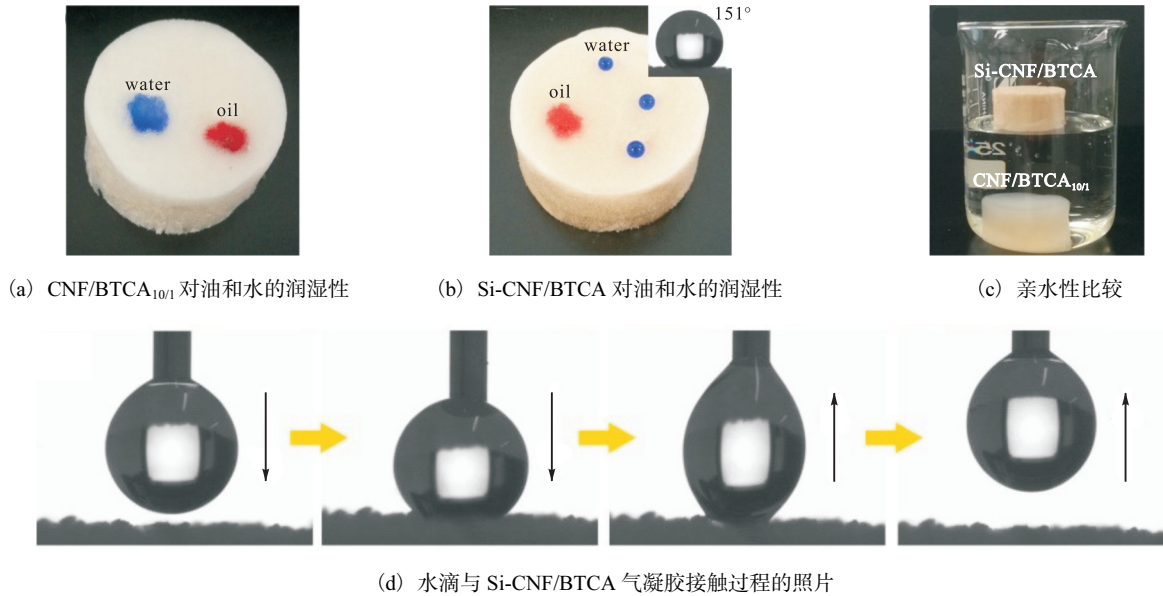 water
oil
water
151°
oil
Si-CNF/BTCA
25
CNF/BTCA10/1
(a) CNF/BTCA10/1 对油和水的润湿性
(b) Si-CNF/BTCA 对油和水的润湿性
(c) 亲水性比较
(d) 水滴与 Si-CNF/BTCA 气凝胶接触过程的照片